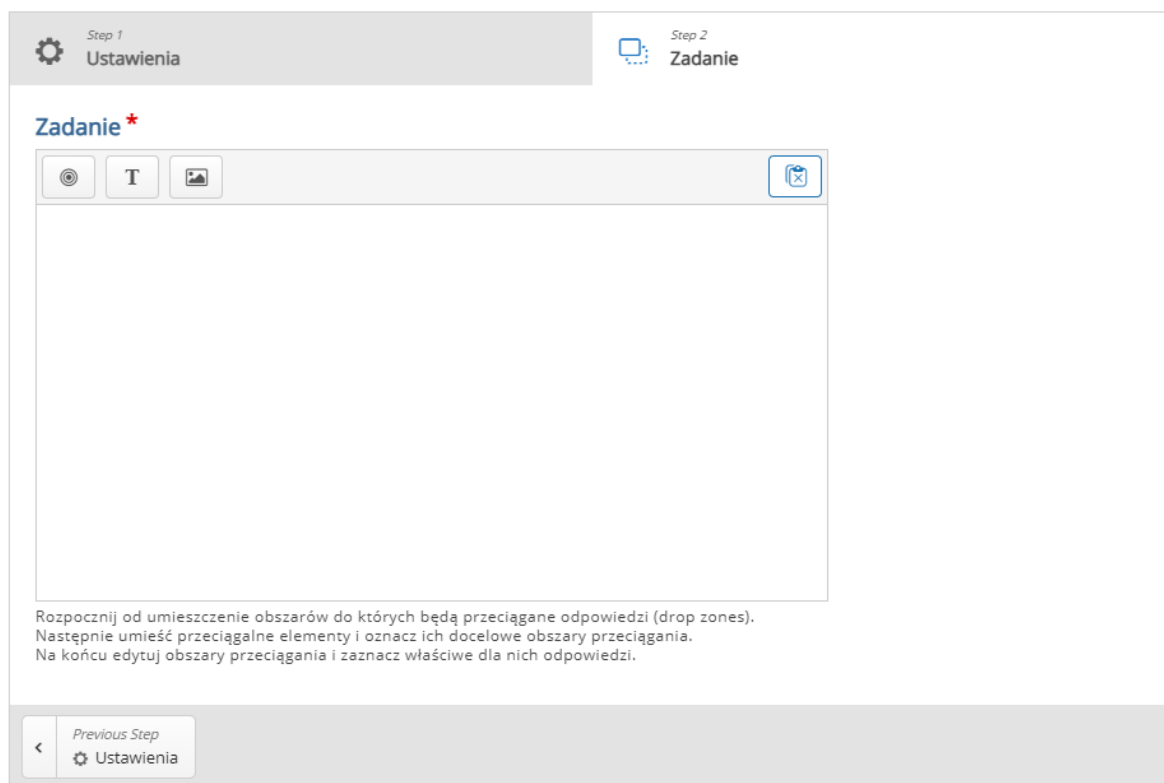 Step 1
Ustawienia
Step 2
Zadanie
Zadanie *
T
Rozpocznij od umieszczenie obszarów do których będą przeciągane odpowiedzi (drop zones).
Następnie umieść przeciągalne elementy i oznacz ich docelowe obszary przeciągania.
Na końcu edytuj obszary przeciągania i zaznacz właściwe dla nich odpowiedzi.
Previous Step
Ustawienia